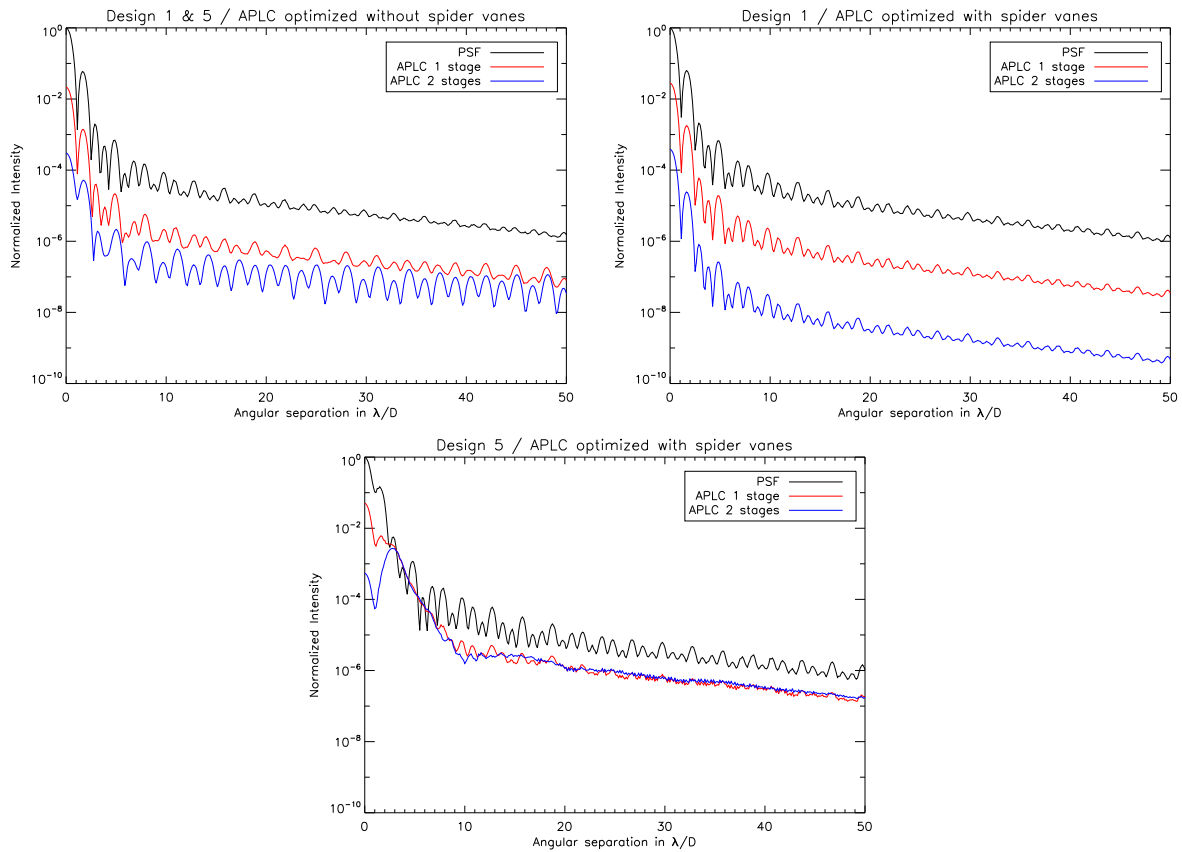 Design 1 & 5 / APLC optimized without spider vanes
PSF
APLC 1 stage
APLC 2 stages
10^0
10^-2
10^-4
10^-6
10^-8
10^-10
Normalized Intensity
0 10 20 30 40 50
Angular separation in λ/D
Design 1 / APLC optimized with spider vanes
PSF
APLC 1 stage
APLC 2 stages
10^0
10^-2
10^-4
10^-6
10^-8
10^-10
Normalized Intensity
0 10 20 30 40 50
Angular separation in λ/D
Design 5 / APLC optimized with spider vanes
PSF
APLC 1 stage
APLC 2 stages
10^0
10^-2
10^-4
10^-6
10^-8
10^-10
Normalized Intensity
0 10 20 30 40 50
Angular separation in λ/D